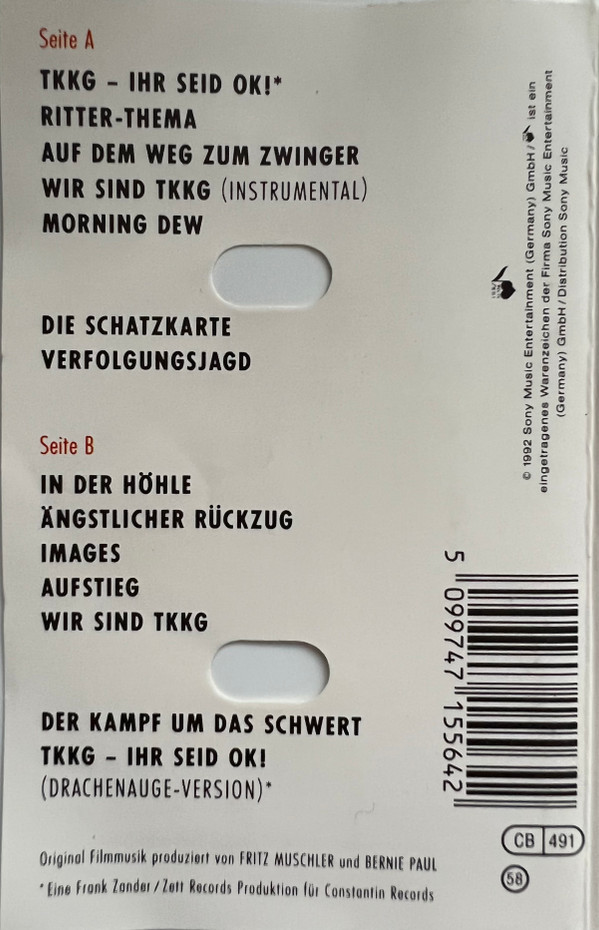 Seite A
TKKG – IHR SEID OK!*
RITTER-THEMA
AUF DEM WEG ZUM ZWINGER
WIR SIND TKKG (INSTRUMENTAL)
MORNING DEW
DIE SCHATZKARTE
VERFOLGUNGSJAGD
Seite B
IN DER HÖHLE
ÄNGSTLICHER RÜCKZUG
IMAGES
AUFSTIEG
WIR SIND TKKG
DER KAMPF UM DAS SCHWERT
TKKG – IHR SEID OK!
(DRACHENAUGE-VERSION)*
Original Filmmusik produziert von FRITZ MUSCHLER und BERNIE PAUL
*Eine Frank Zander / Zett Records Produktion für Constantin Records
© 1992 Sony Music Entertainment (Germany) GmbH / ist ein
eingetragenes Warenzeichen der Firma Sony Music Entertainment
(Germany) GmbH / Distribution Sony Music
5 099747 155642
CB 491
58